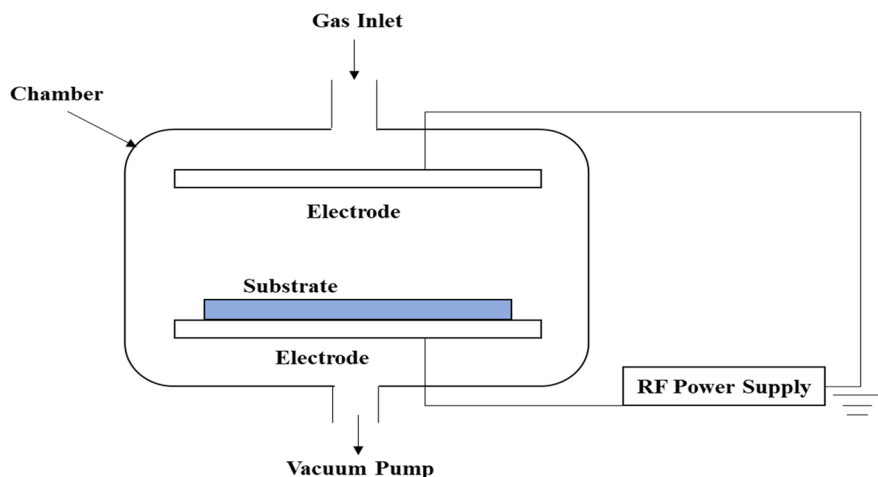 Gas Inlet
Chamber
Electrode
Substrate
Electrode
RF Power Supply
Vacuum Pump